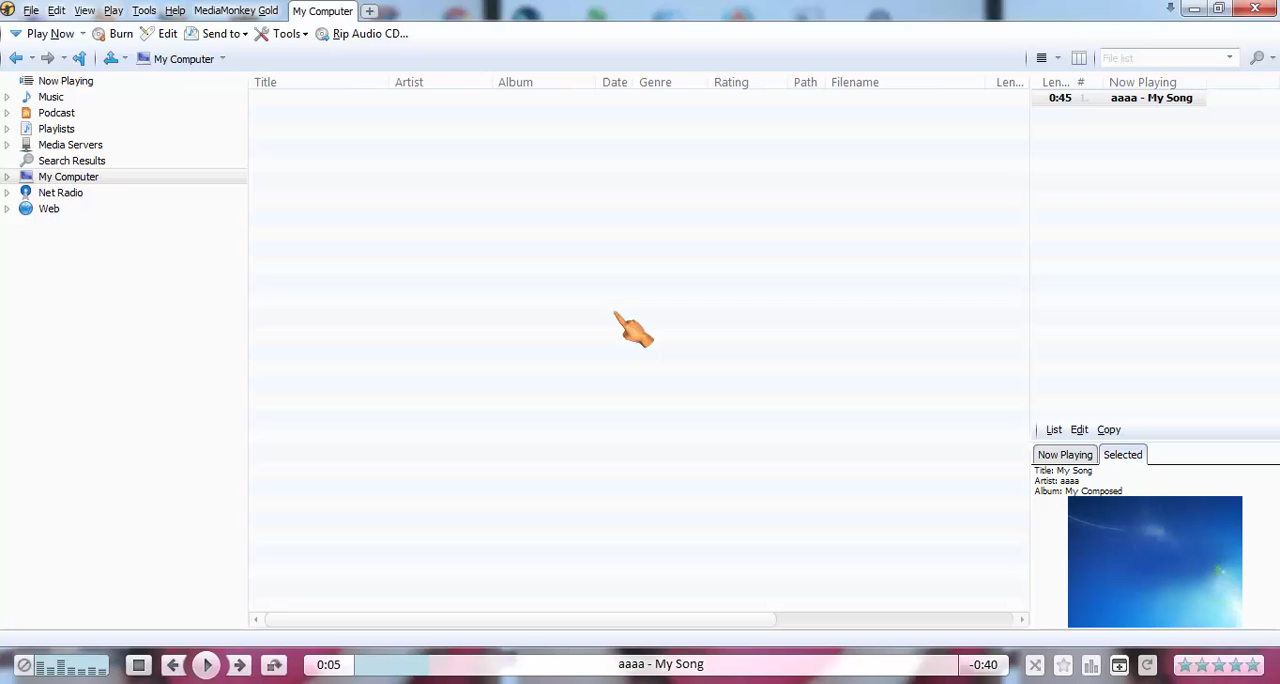 File Edit View Play Tools Help MediaMonkey Gold My Computer
Play Now Burn Edit Send to Tools Rip Audio CD...
My Computer File list
Now Playing
Music
Podcast
Playlists
Media Servers
Search Results
My Computer
Net Radio
Web
Title Artist Album Date Genre Rating Path Filename Len...
Len... # Now Playing
0:45 1. aaaa - My Song
List Edit Copy
Now Playing Selected
Title: My Song
Artist: aaaa
Album: My Composed
0:05 aaaa - My Song -0:40